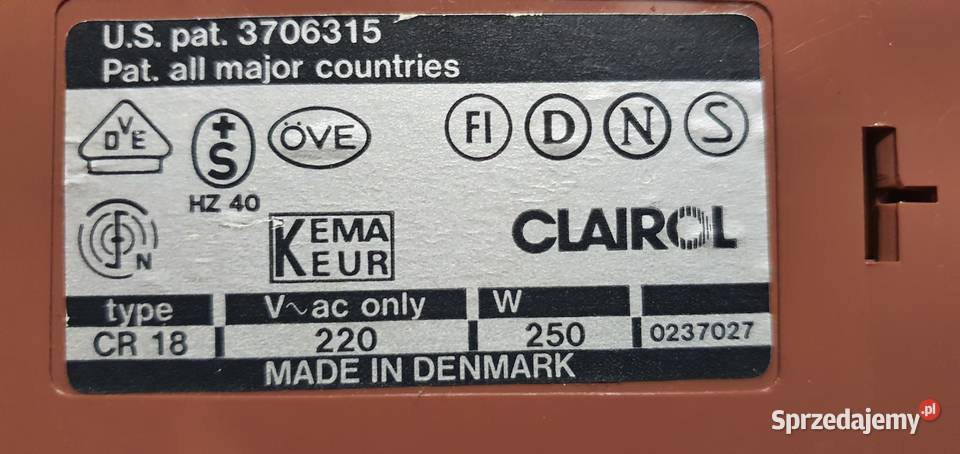 U.S. pat. 3706315
Pat. all major countries
DVE
+S
ÖVE
FI D N S
HZ 40
N
KEMA
KEUR
CLAIROL
type V~ac only W
CR 18 220 250 0237027
MADE IN DENMARK
Sprzedajemy.pl